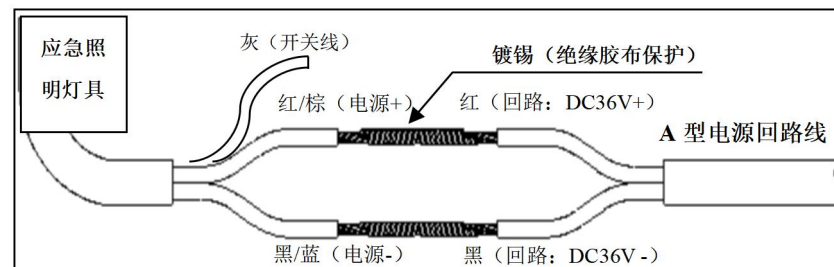 应急照
明灯具
灰（开关线）
镀锡（绝缘胶布保护）
红/棕（电源+）
红（回路：DC36V+）
A 型电源回路线
黑/蓝（电源-）
黑（回路：DC36V -）